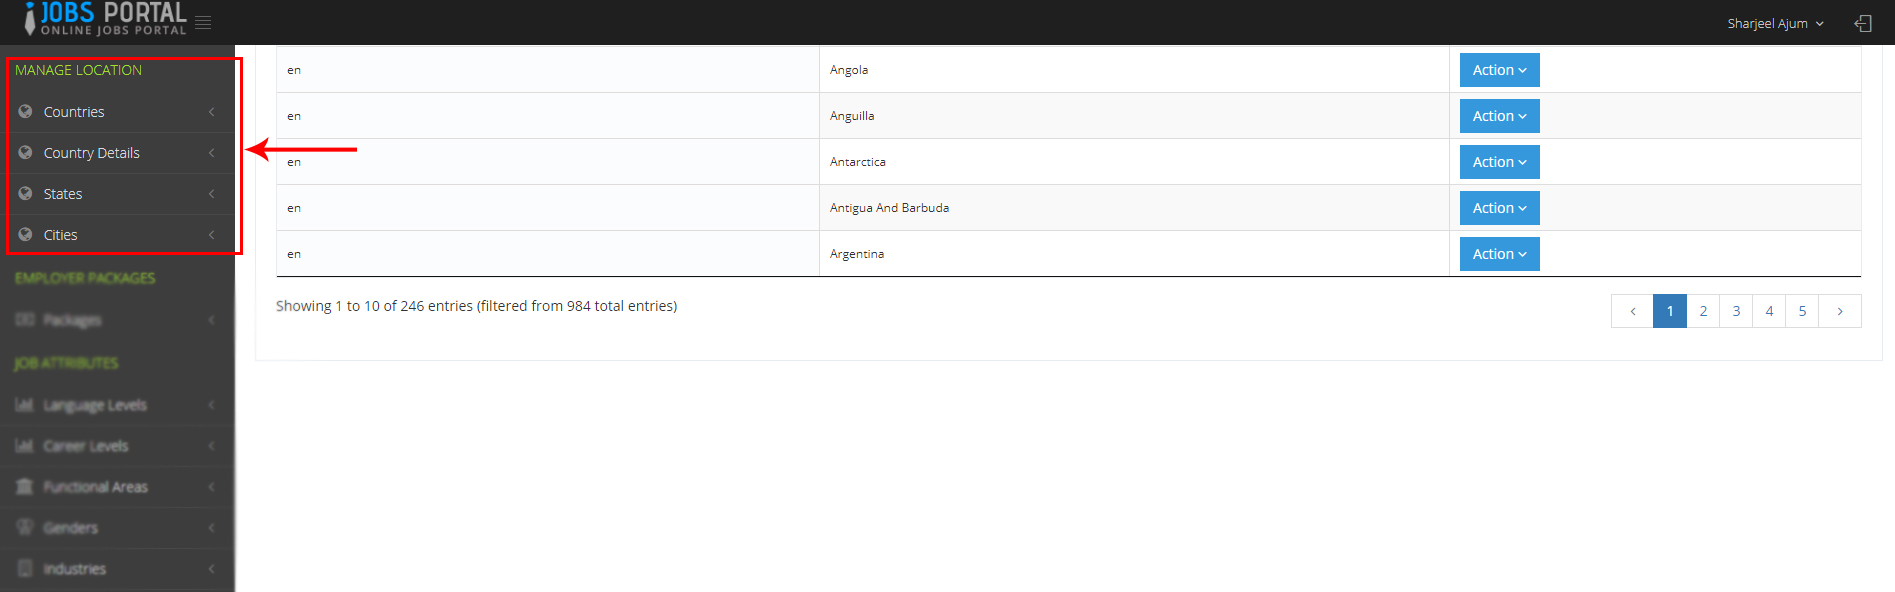 JOBS PORTAL
ONLINE JOBS PORTAL
Sharjeel Ajum
MANAGE LOCATION
Countries
Country Details
States
Cities
EMPLOYER PACKAGES
Packages
JOB ATTRIBUTES
Language Levels
Career Levels
Functional Areas
Genders
Industries
en Angola Action
en Anguilla Action
en Antarctica Action
en Antigua And Barbuda Action
en Argentina Action
Showing 1 to 10 of 246 entries (filtered from 984 total entries)
1 2 3 4 5